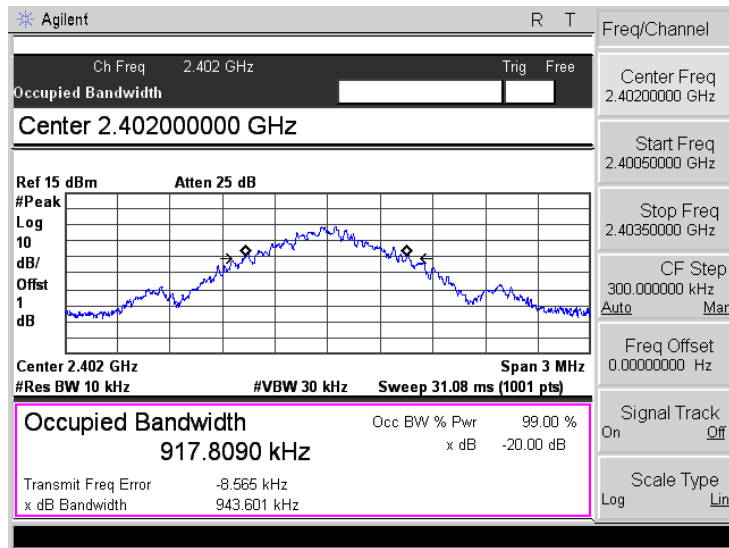 Agilent R T
Ch Freq 2.402 GHz Trig Free
Occupied Bandwidth
Center 2.402000000 GHz
Ref 15 dBm Atten 25 dB
#Peak
Log
10
dB/
Offst
1
dB
Center 2.402 GHz Span 3 MHz
#Res BW 10 kHz #VBW 30 kHz Sweep 31.08 ms (1001 pts)
Occupied Bandwidth
917.8090 kHz
Occ BW % Pwr 99.00 %
x dB -20.00 dB
Transmit Freq Error -8.565 kHz
x dB Bandwidth 943.601 kHz
Freq/Channel
Center Freq
2.40200000 GHz
Start Freq
2.40050000 GHz
Stop Freq
2.40350000 GHz
CF Step
300.000000 kHz
Auto Man
Freq Offset
0.00000000 Hz
Signal Track
On Off
Scale Type
Log Lin